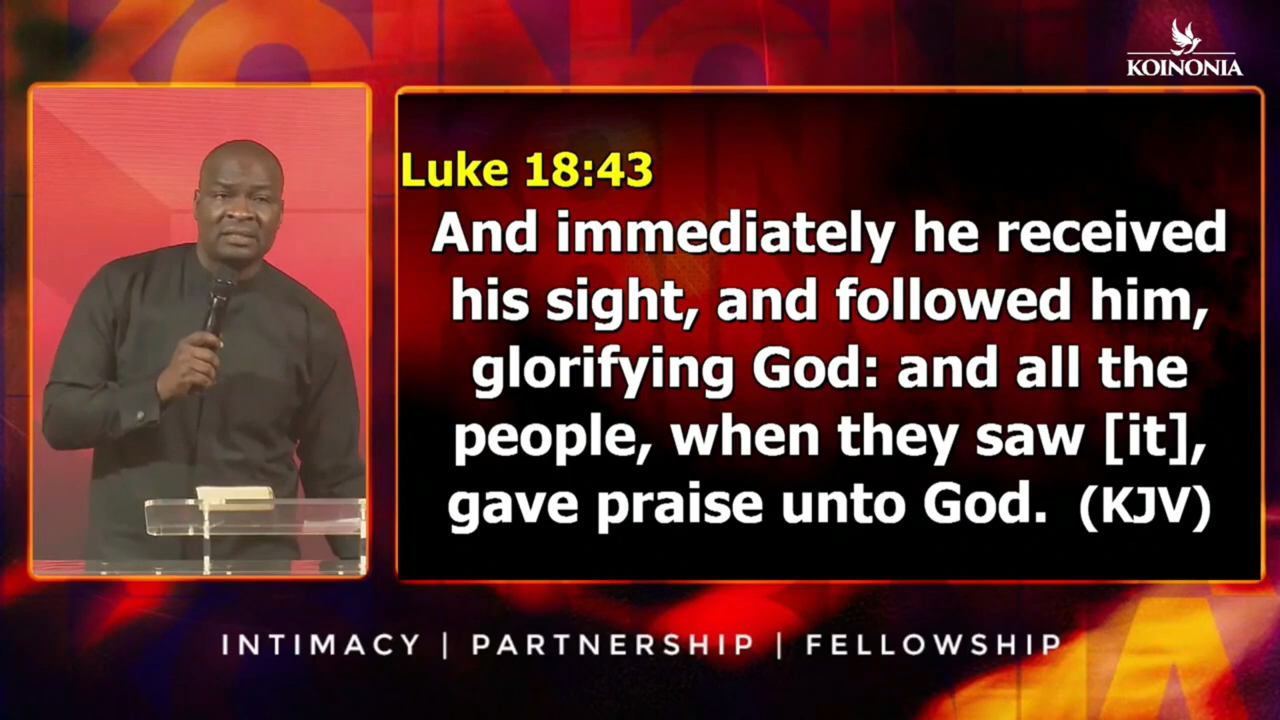 KOINONIA
Luke 18:43
And immediately he received
his sight, and followed him,
glorifying God: and all the
people, when they saw [it],
gave praise unto God. (KJV)
INTIMACY | PARTNERSHIP | FELLOWSHIP